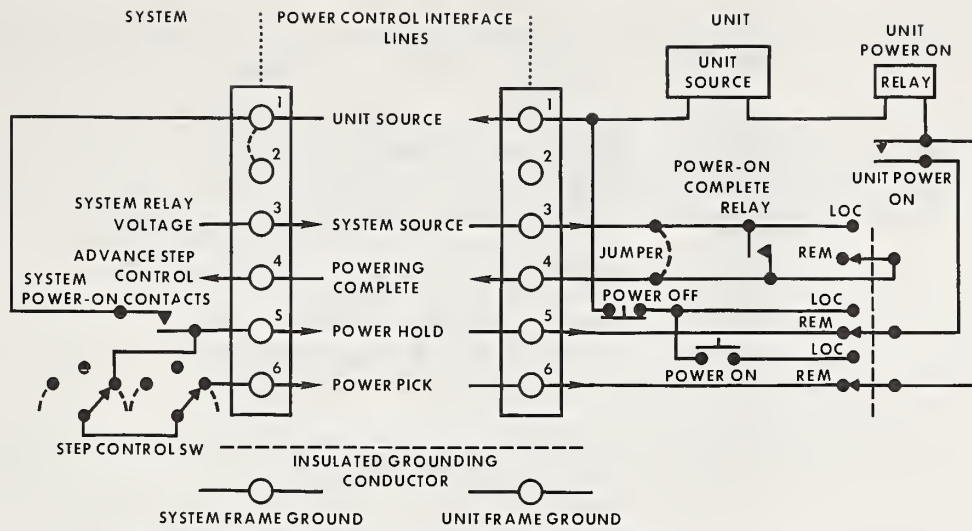 SYSTEM
POWER CONTROL INTERFACE
LINES
UNIT
UNIT
SOURCE
UNIT
POWER ON
RELAY
1
UNIT SOURCE
1
2
2
POWER-ON
COMPLETE
RELAY
UNIT POWER
ON
SYSTEM RELAY
VOLTAGE
3
SYSTEM SOURCE
3
LOC
ADVANCE STEP
CONTROL
4
POWERING
COMPLETE
4
JUMPER
REM
SYSTEM
POWER-ON CONTACTS
POWER OFF
LOC
5
POWER HOLD
5
REM
LOC
POWER ON
6
POWER PICK
6
REM
STEP CONTROL SW
INSULATED GROUNDING
CONDUCTOR
SYSTEM FRAME GROUND
UNIT FRAME GROUND